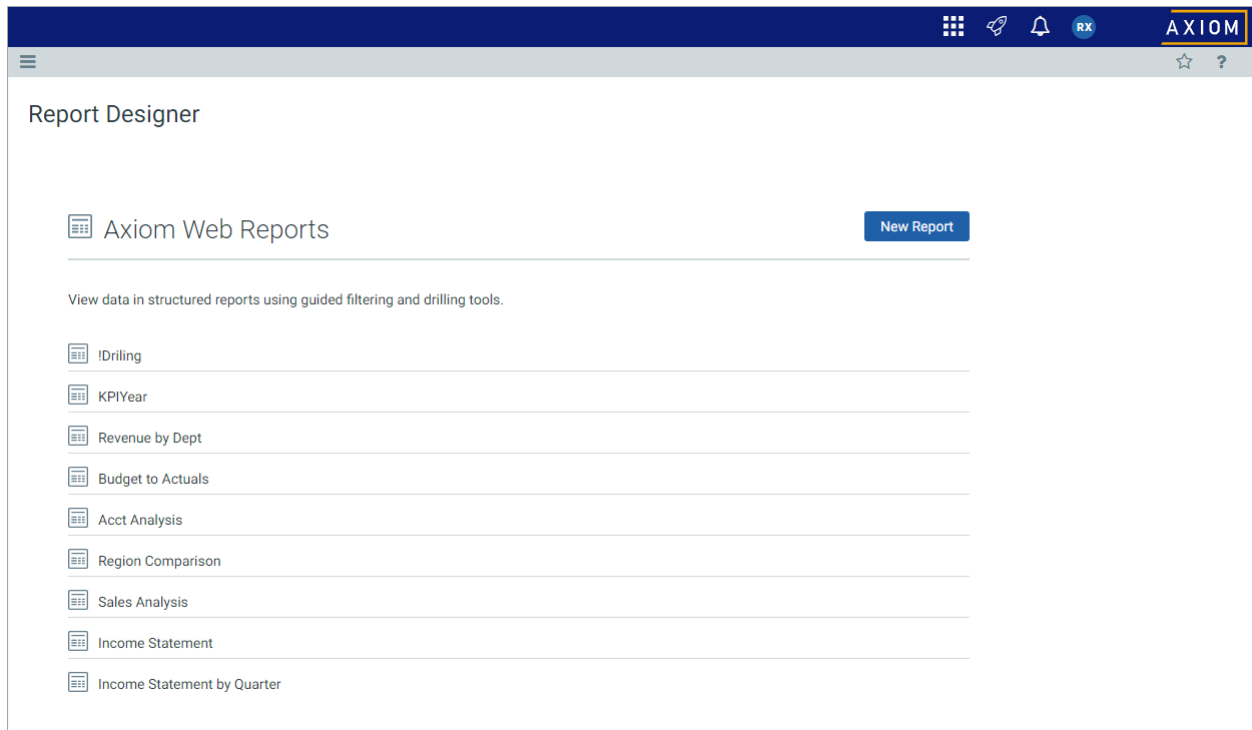 RX
AXIOM
?
Report Designer
Axiom Web Reports
New Report
View data in structured reports using guided filtering and drilling tools.
!Driling
KPIYear
Revenue by Dept
Budget to Actuals
Acct Analysis
Region Comparison
Sales Analysis
Income Statement
Income Statement by Quarter